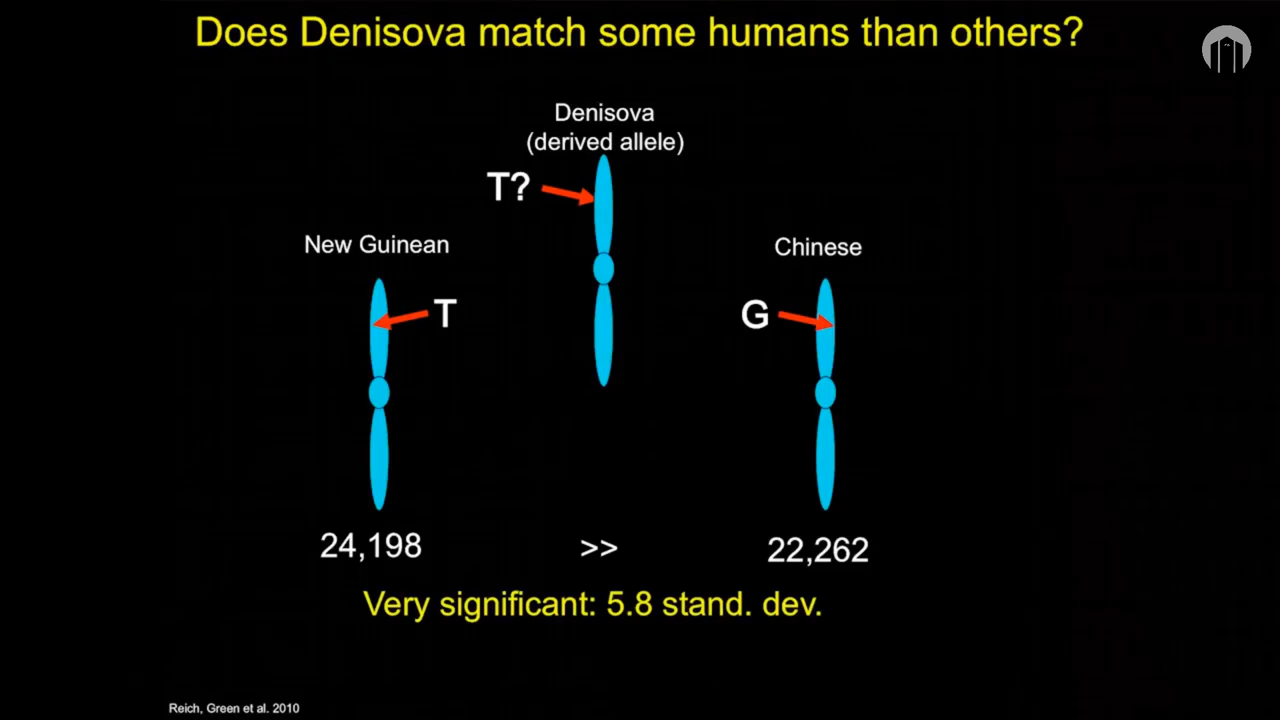 Does Denisova match some humans than others?
Denisova
(derived allele)
T?
New Guinean
Chinese
T
G
24,198
>>
22,262
Very significant: 5.8 stand. dev.
Reich, Green et al. 2010